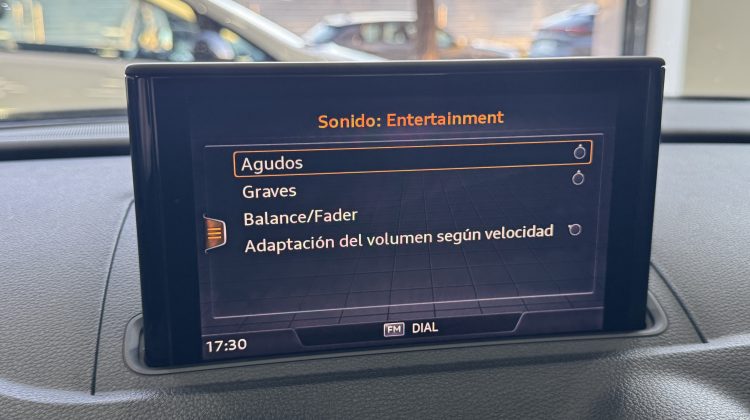 Sonido: Entertainment
Agudos
Graves
Balance/Fader
Adaptación del volumen según velocidad
FM DIAL
17:30